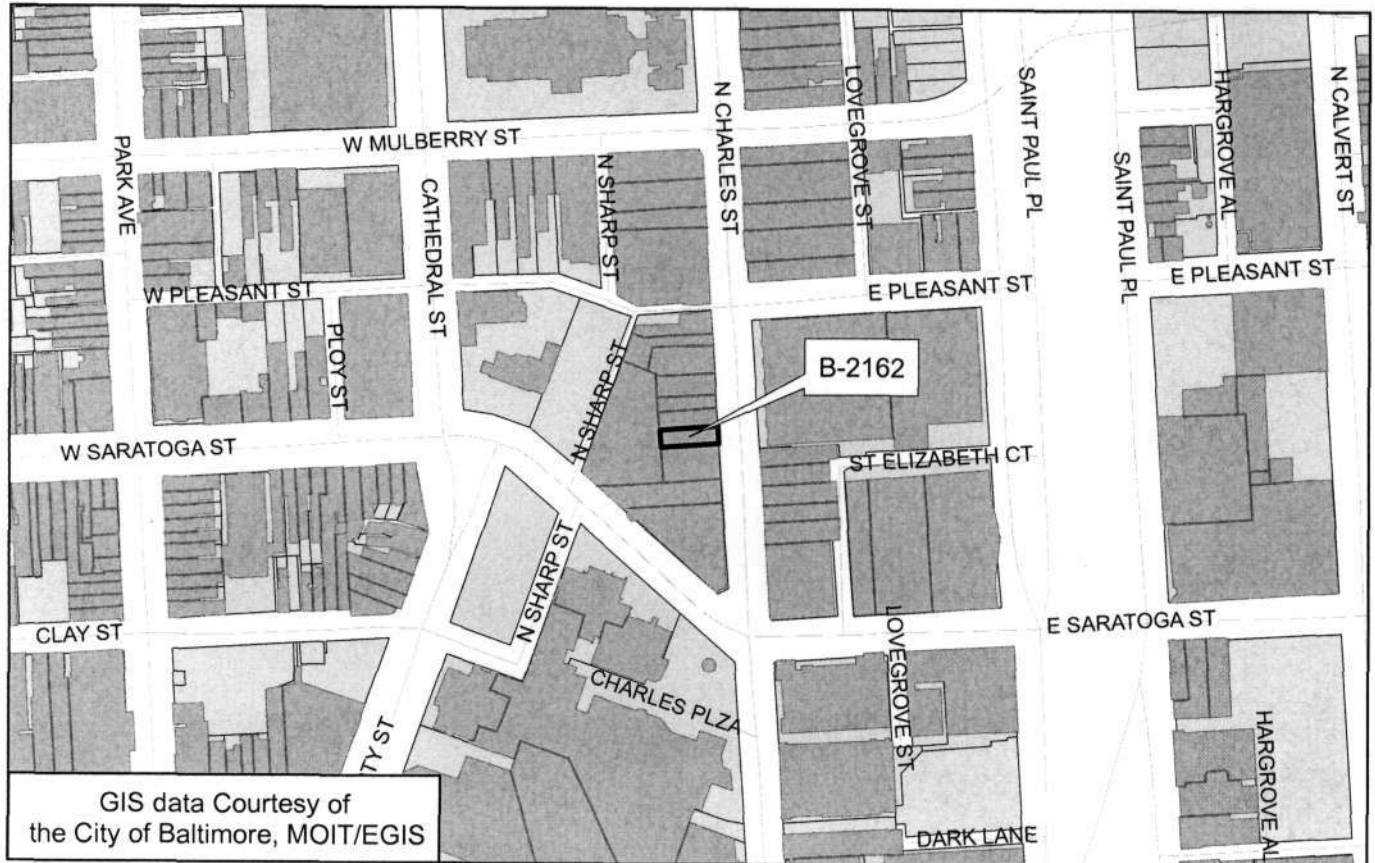 W MULBERRY ST
PARK AVE
CATHEDRAL ST
N SHARP ST
N CHARLES ST
LOVEGROVE ST
SAINT PAUL PL
SAINT PAUL PL
HARGROVE AL
N CALVERT ST
W PLEASANT ST
PLOY ST
E PLEASANT ST
E PLEASANT ST
N SHARP ST
B-2162
W SARATOGA ST
ST ELIZABETH CT
N SHARP ST
CLAY ST
E SARATOGA ST
CHARLES PLZA
LOVEGROVE ST
HARGROVE AL
TY ST
DARK LANE
GIS data Courtesy of
the City of Baltimore, MOIT/EGIS